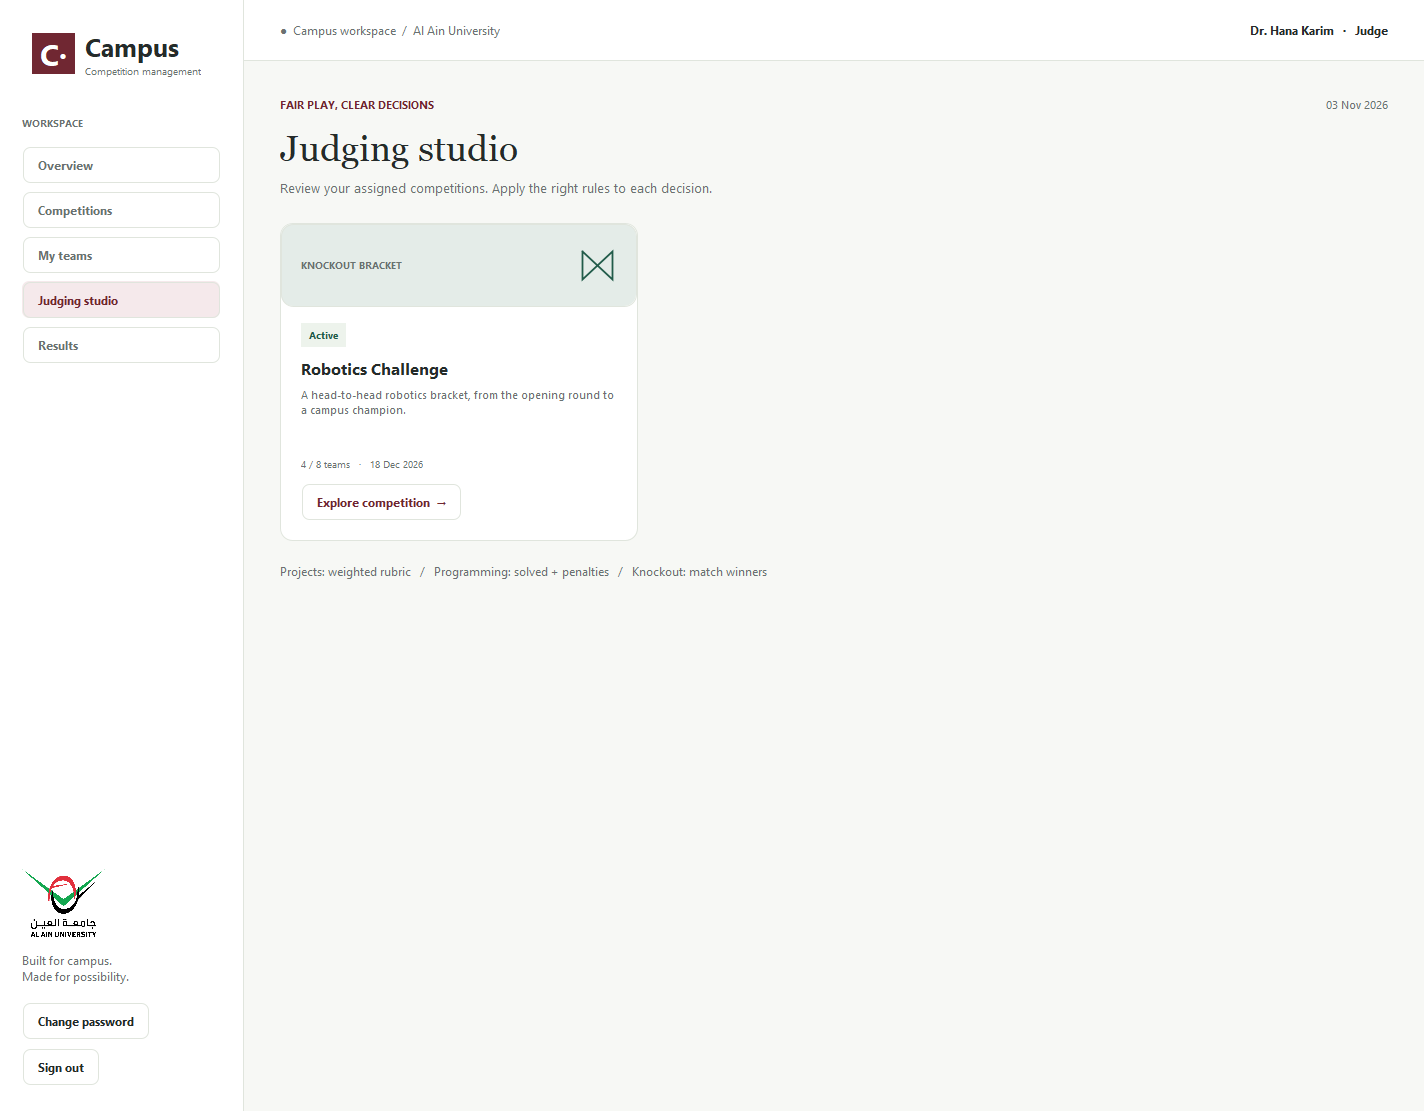 C·
Campus
Competition management
WORKSPACE
Overview
Competitions
My teams
Judging studio
Results
جامعة العين
AL AIN UNIVERSITY
Built for campus.
Made for possibility.
Change password
Sign out
● Campus workspace / Al Ain University
Dr. Hana Karim · Judge
FAIR PLAY, CLEAR DECISIONS
03 Nov 2026
Judging studio
Review your assigned competitions. Apply the right rules to each decision.
KNOCKOUT BRACKET
Active
Robotics Challenge
A head-to-head robotics bracket, from the opening round to
a campus champion.
4 / 8 teams · 18 Dec 2026
Explore competition →
Projects: weighted rubric / Programming: solved + penalties / Knockout: match winners